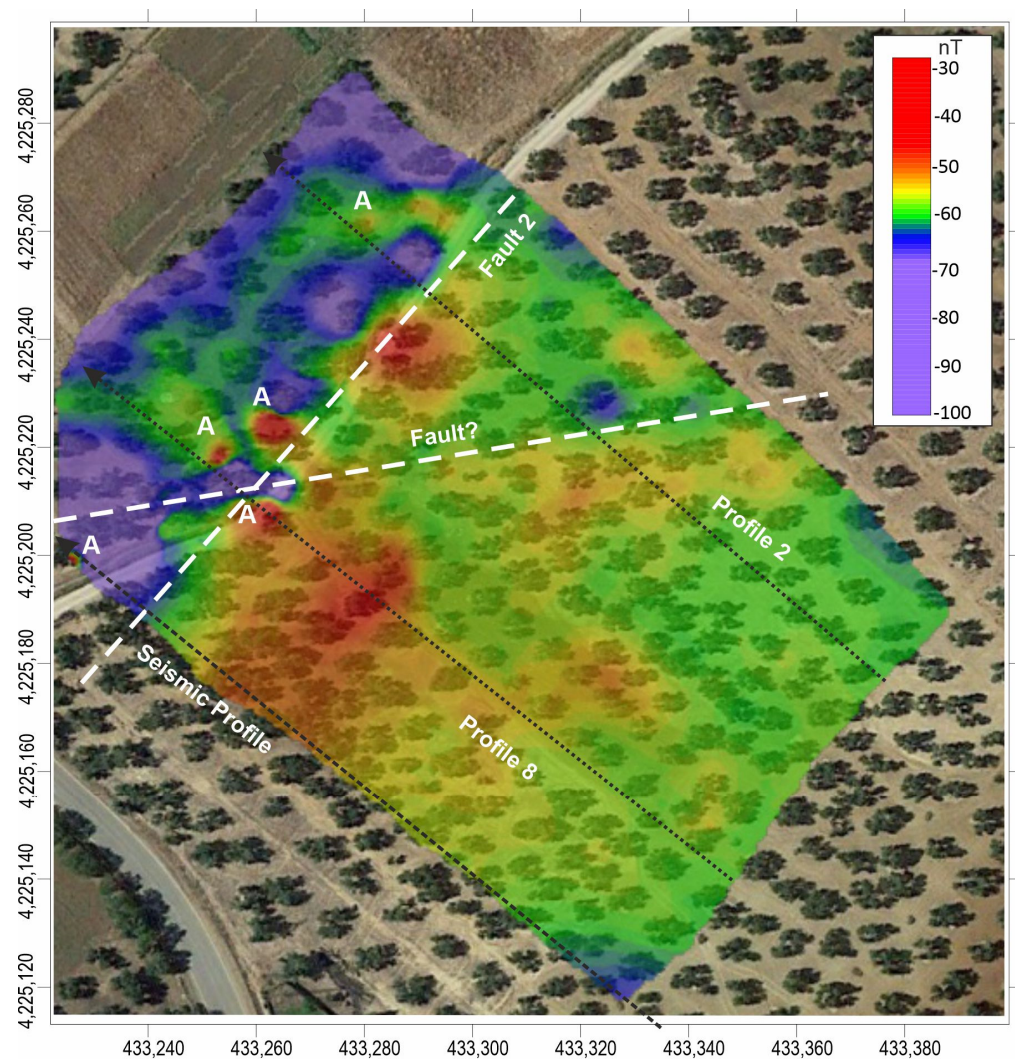 nT
-30
-40
-50
-60
-70
-80
-90
-100
4,225,280
4,225,260
4,225,240
4,225,220
4,225,200
4,225,180
4,225,160
4,225,140
4,225,120
A
Fault 2
A
A
Fault?
A
A
Profile 2
Seismic Profile
Profile 8
433,240
433,260
433,280
433,300
433,320
433,340
433,360
433,380